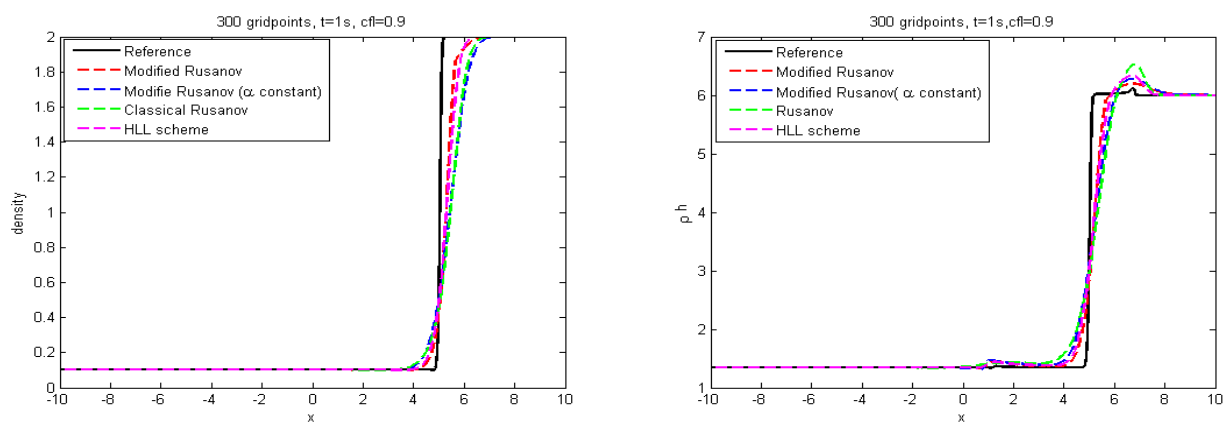 300 gridpoints, t=1s, cfl=0.9
Reference
Modified Rusanov
Modifie Rusanov (α constant)
Classical Rusanov
HLL scheme
density
2
1.8
1.6
1.4
1.2
1
0.8
0.6
0.4
0.2
0
-10 -8 -6 -4 -2 0 2 4 6 8 10
x
300 gridpoints, t=1s,cfl=0.9
Reference
Modified Rusanov
Modified Rusanov( α constant)
Rusanov
HLL scheme
ρ h
7
6
5
4
3
2
1
-10 -8 -6 -4 -2 0 2 4 6 8 10
x